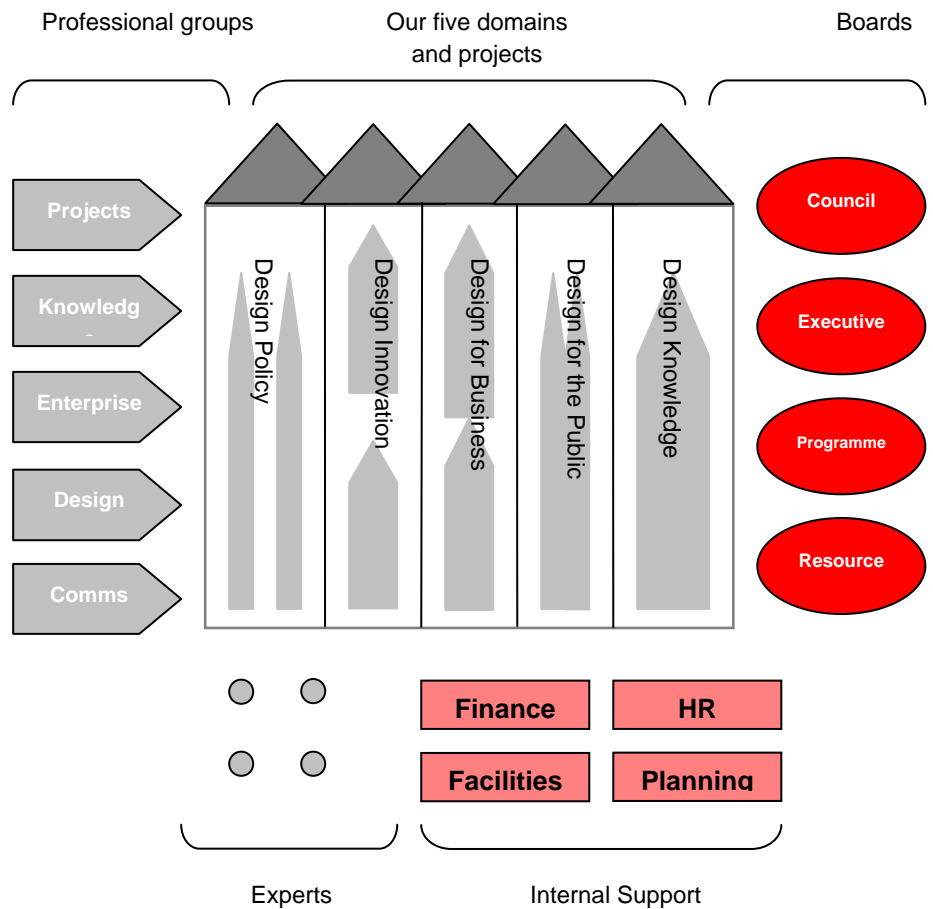 Professional groups
Our five domains
and projects
Boards
Projects
Knowledg
Enterprise
Design
Comms
Design Policy
Design Innovation
Design for Business
Design for the Public
Design Knowledge
Council
Executive
Programme
Resource
Finance
HR
Facilities
Planning
Experts
Internal Support